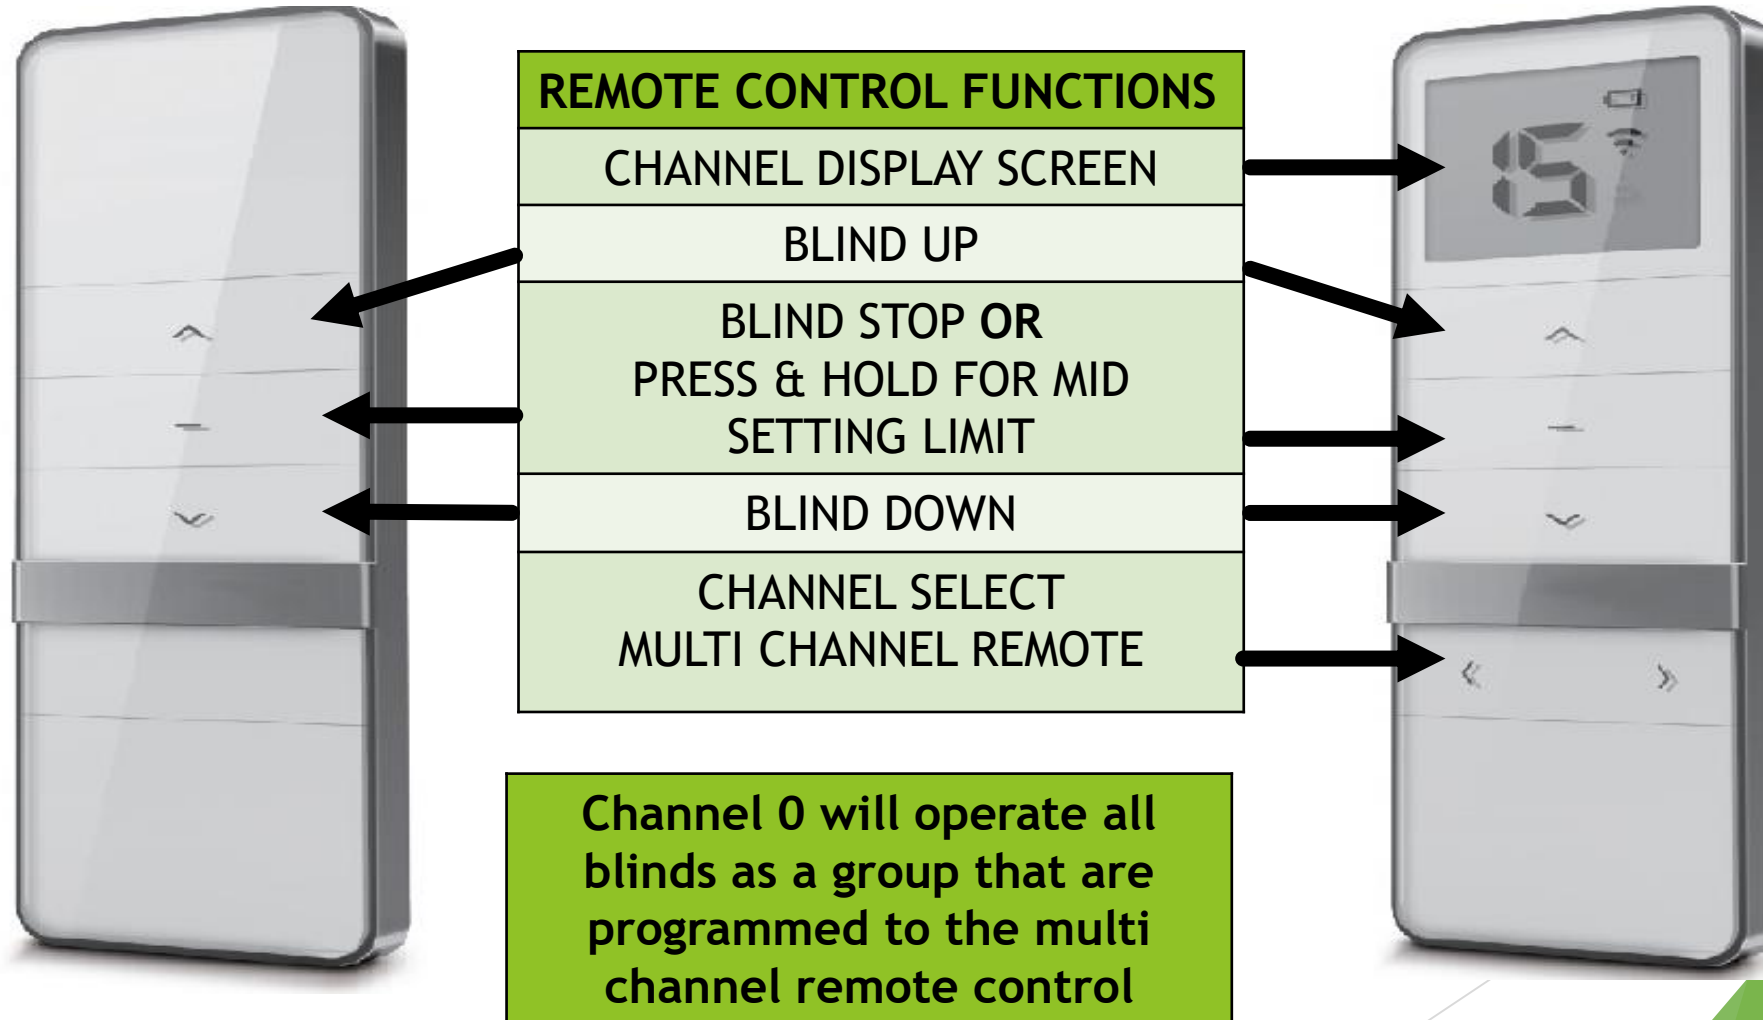 REMOTE CONTROL FUNCTIONS
CHANNEL DISPLAY SCREEN
15
BLIND UP
BLIND STOP OR
PRESS & HOLD FOR MID
SETTING LIMIT
BLIND DOWN
CHANNEL SELECT
MULTI CHANNEL REMOTE
Channel 0 will operate all
blinds as a group that are
programmed to the multi
channel remote control